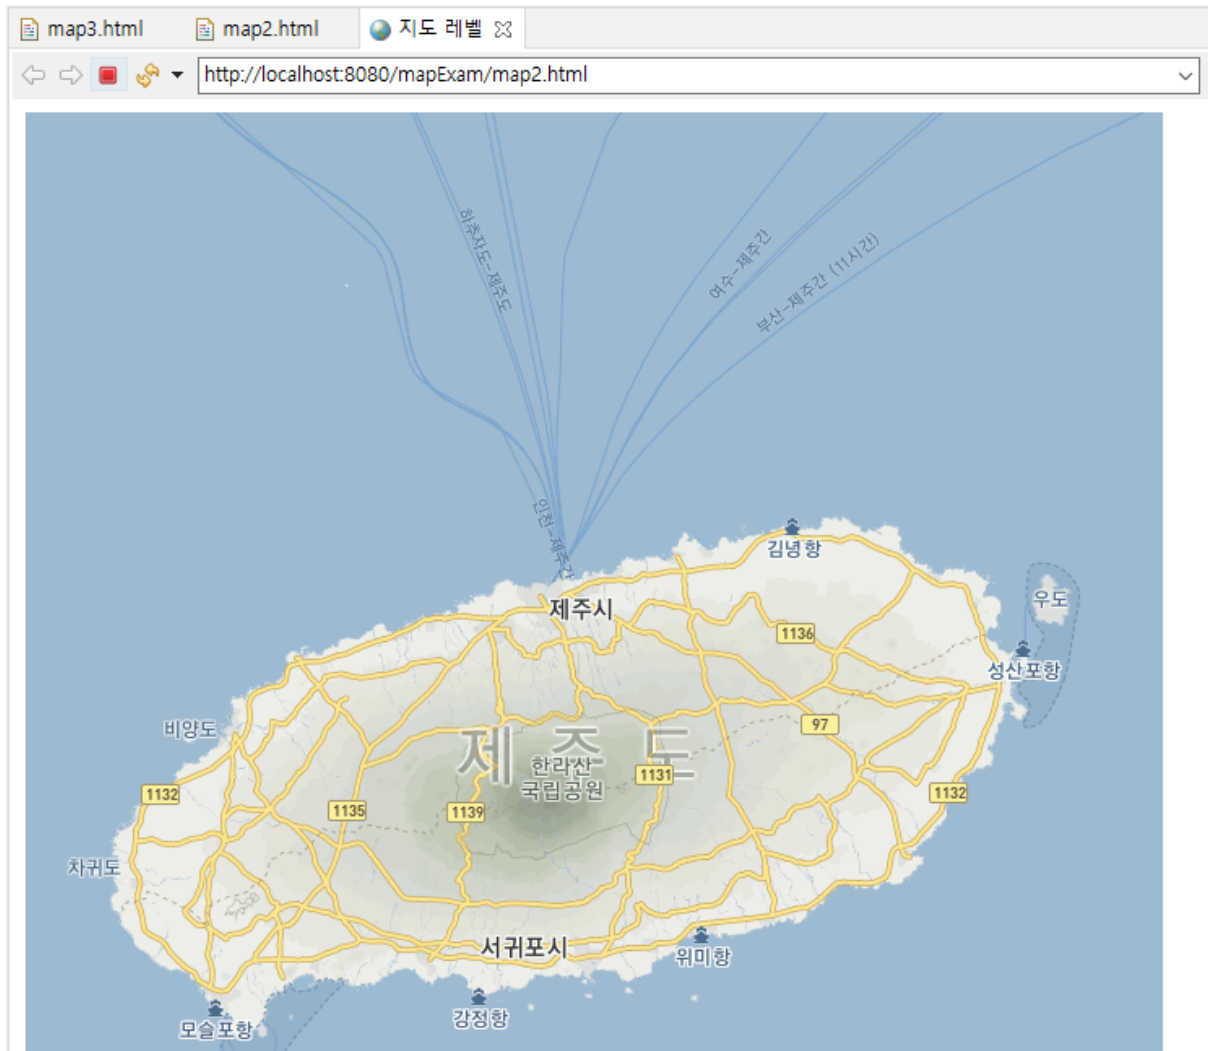 map3.html
map2.html
지도 레벨
http://localhost:8080/mapExam/map2.html
하추자도-제주도
여수-제주간
부산-제주간 (11시간)
인천-제주간
김녕항
제주시
우도
1136
성산포항
비양도
97
제 주 도
한라산
국립공원
1131
1132
1135
1139
1132
차귀도
서귀포시
위미항
강정항
모슬포항